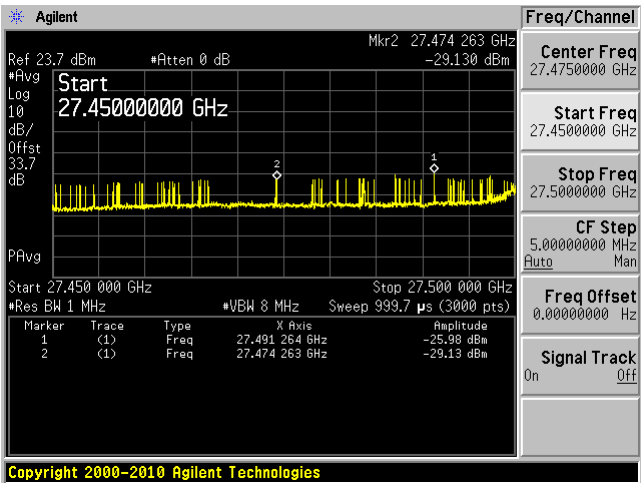 Agilent
Freq/Channel
Mkr2 27.474 263 GHz
Ref 23.7 dBm #Atten 0 dB -29.130 dBm
#Avg
Log
10
dB/
Offst
33.7
dB
PAvg
Start
27.45000000 GHz
2
1
Start 27.450 000 GHz Stop 27.500 000 GHz
#Res BW 1 MHz #VBW 8 MHz Sweep 999.7 µs (3000 pts)
Marker Trace Type X Axis Amplitude
1 (1) Freq 27.491 264 GHz -25.98 dBm
2 (1) Freq 27.474 263 GHz -29.13 dBm
Center Freq
27.4750000 GHz
Start Freq
27.4500000 GHz
Stop Freq
27.5000000 GHz
CF Step
5.00000000 MHz
Auto Man
Freq Offset
0.00000000 Hz
Signal Track
On Off
Copyright 2000-2010 Agilent Technologies